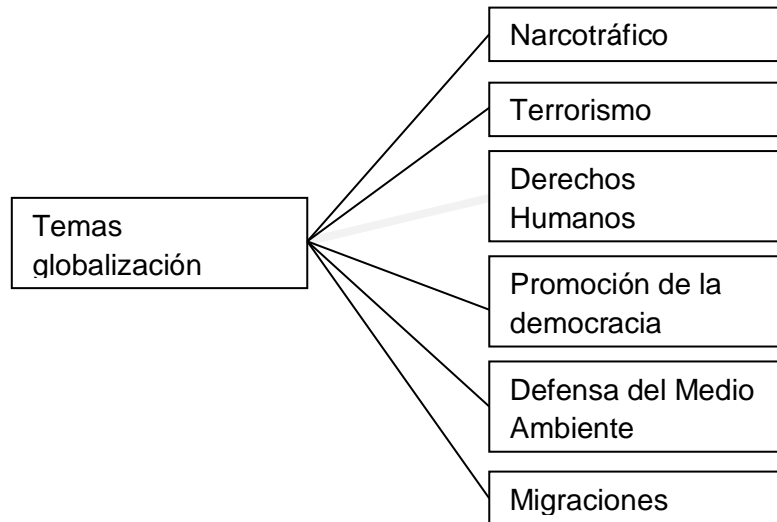 Narcotráfico
Terrorismo
Derechos
Humanos
Temas
globalización
Promoción de la
democracia
Defensa del Medio
Ambiente
Migraciones